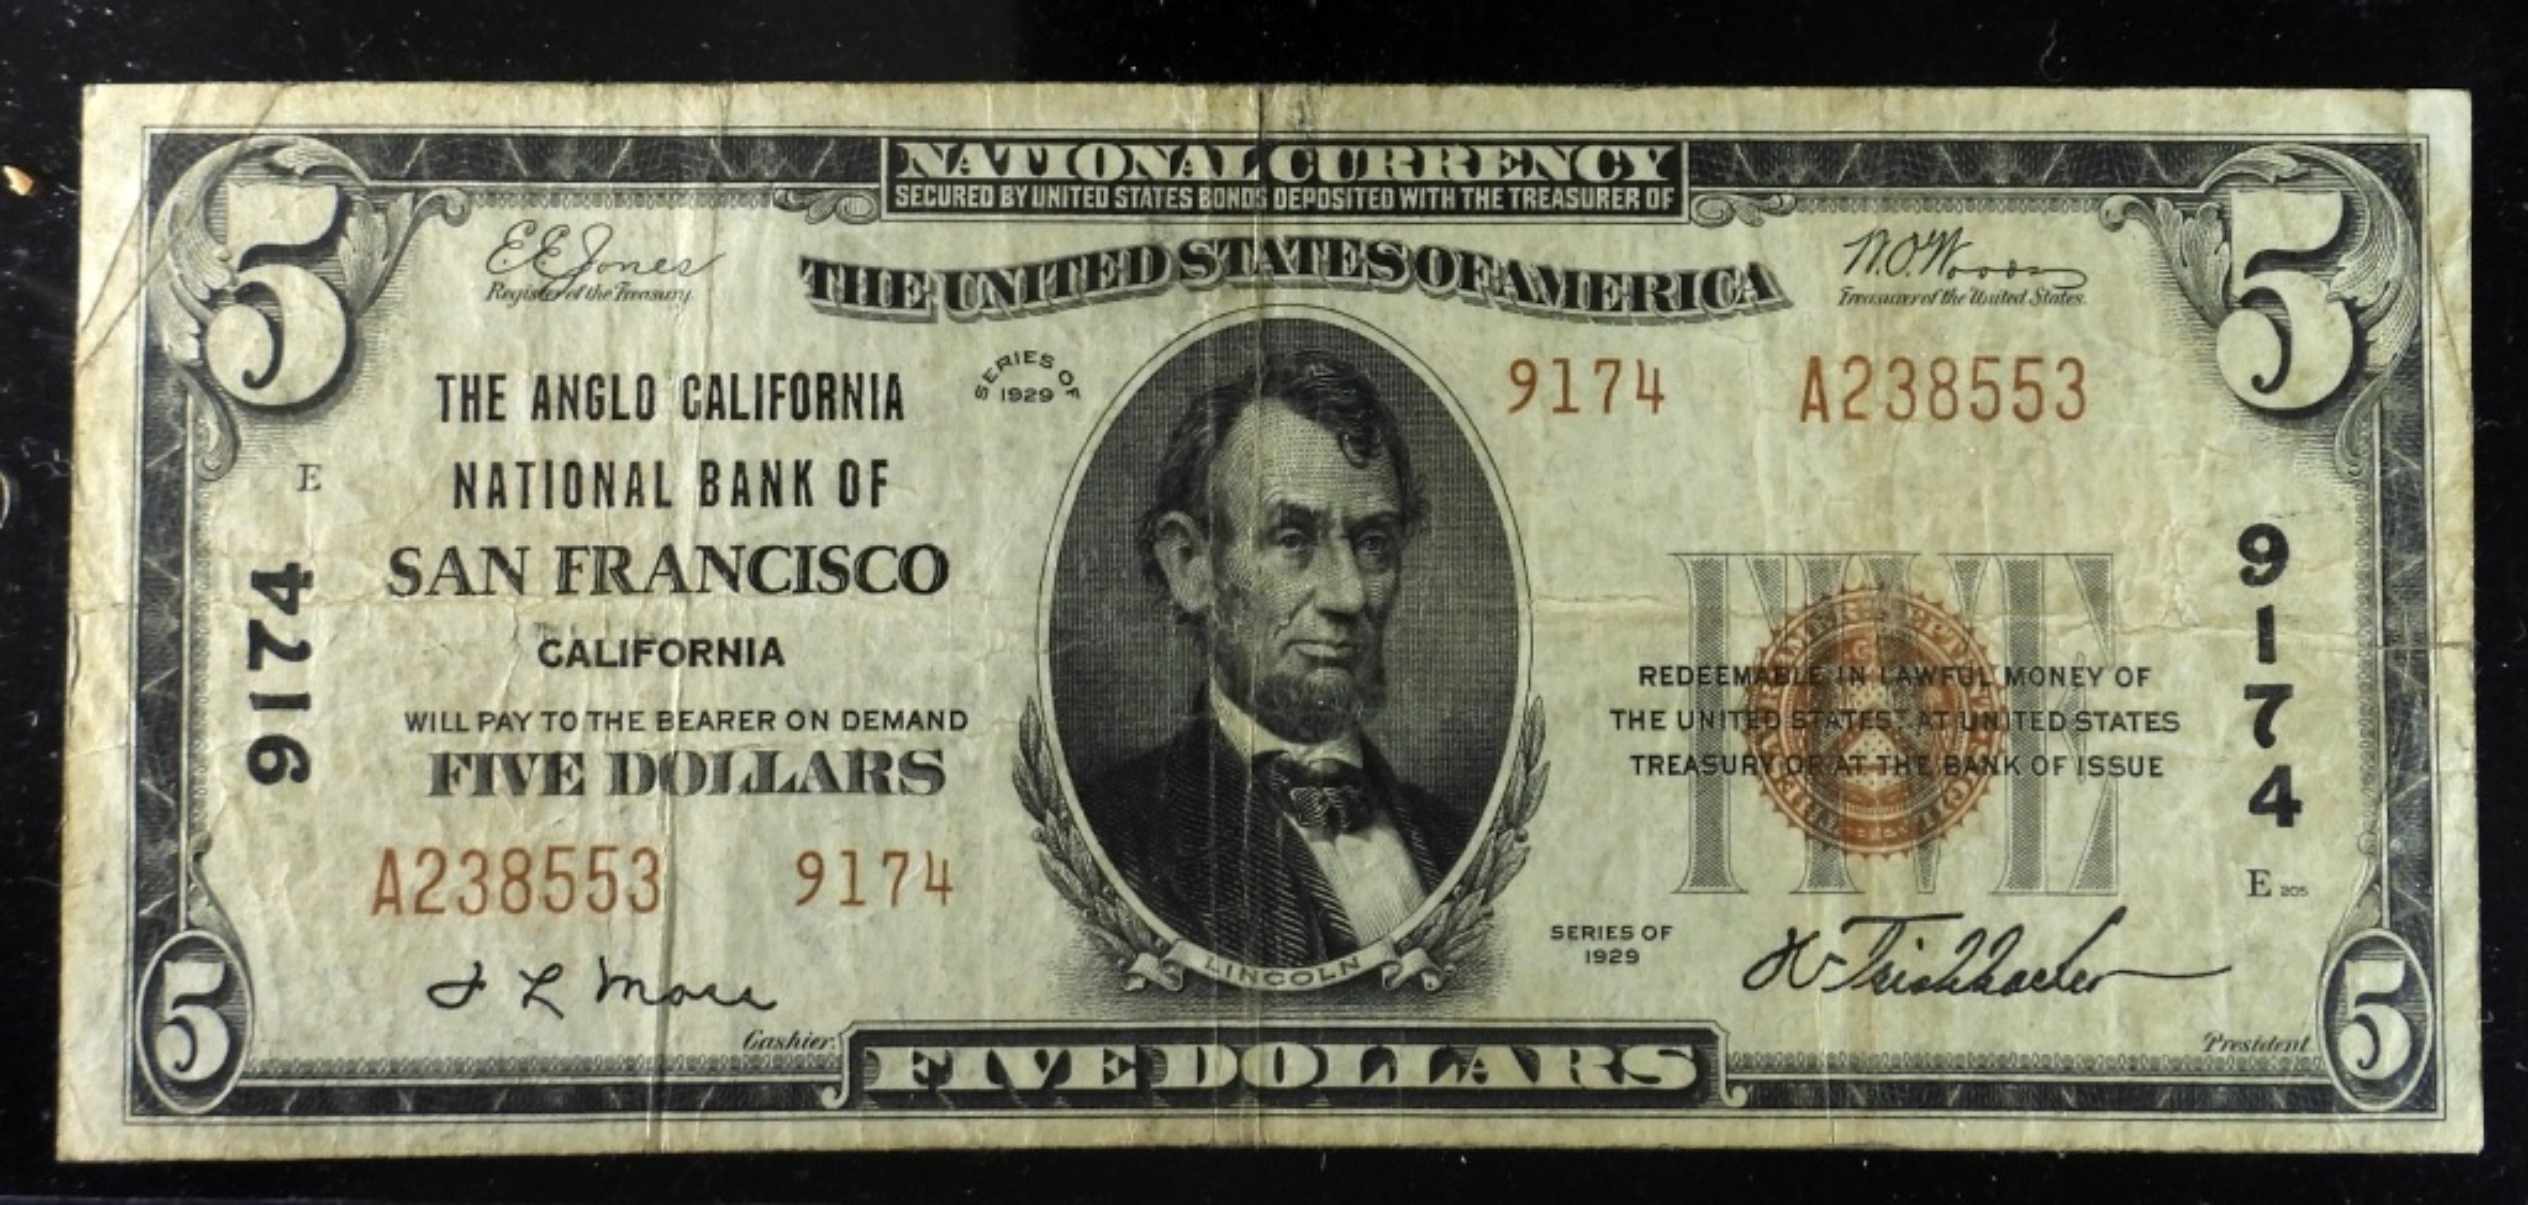 NATIONAL CURRENCY
SECURED BY UNITED STATES BONDS DEPOSITED WITH THE TREASURER OF
THE UNITED STATES OF AMERICA
5
5
E.E. Jones
Register of the Treasury.
W.O. Woods
Treasurer of the United States.
THE ANGLO CALIFORNIA
NATIONAL BANK OF
SAN FRANCISCO
CALIFORNIA
WILL PAY TO THE BEARER ON DEMAND
FIVE DOLLARS
SERIES OF
1929
9174 A238553
E
9174
9174
FIVE
REDEEMABLE IN LAWFUL MONEY OF
THE UNITED STATES AT UNITED STATES
TREASURY OR AT THE BANK OF ISSUE
A238553 9174
E 205
LINCOLN
SERIES OF
1929
Cashier.
President.
5
FIVE DOLLARS
5